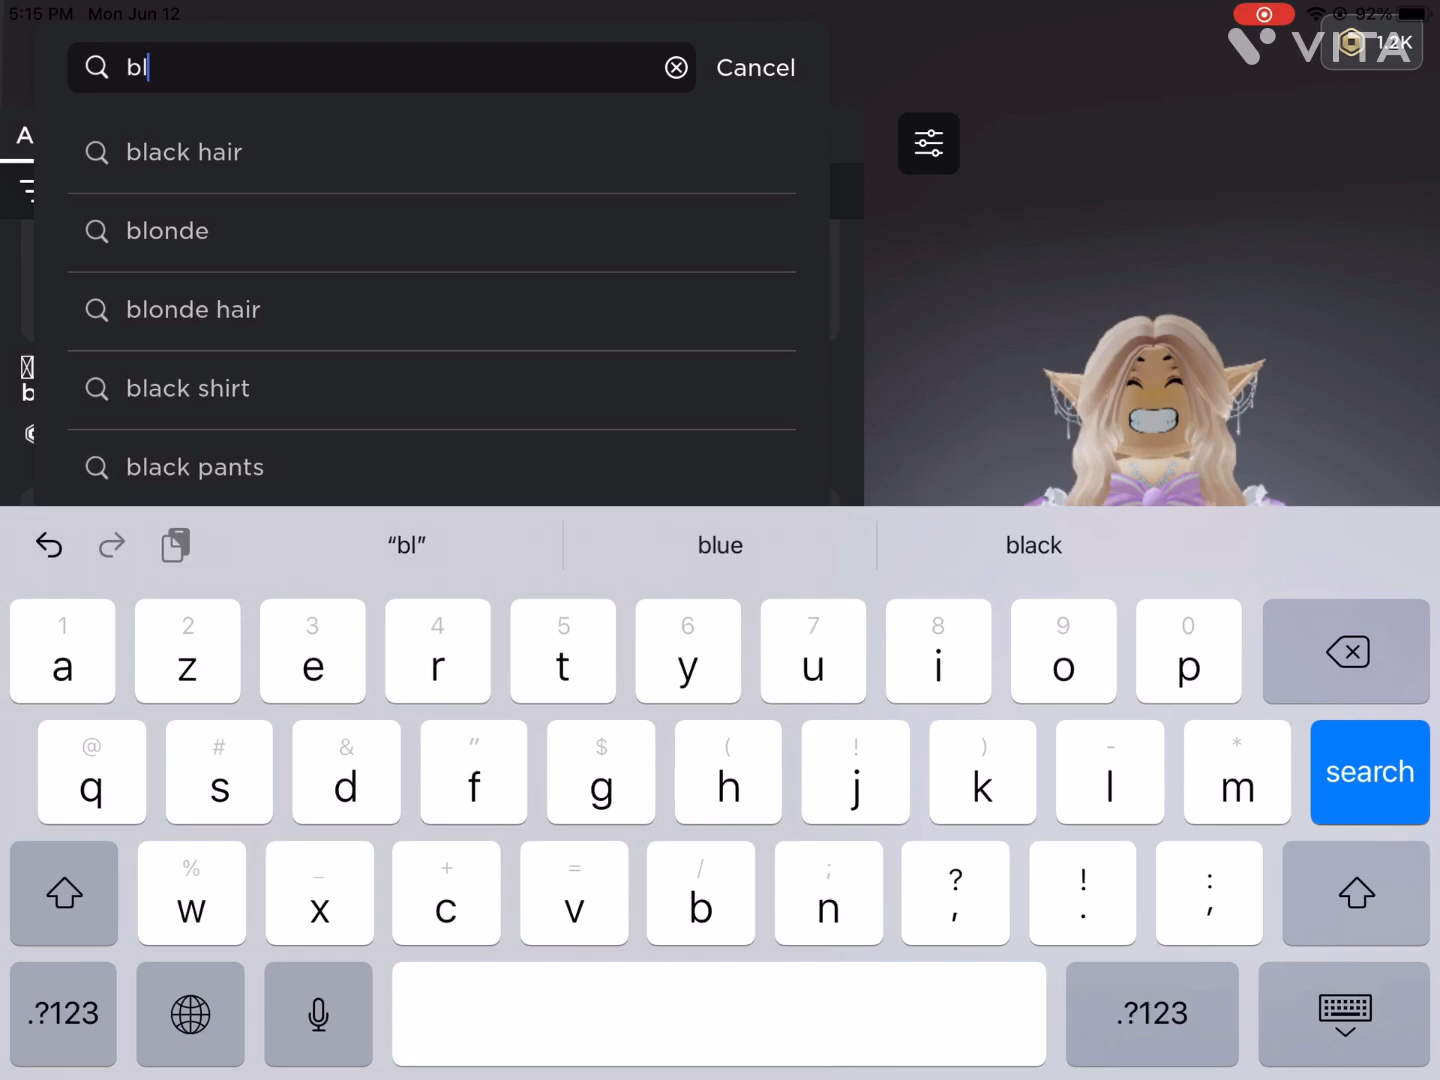 5:15 PM Mon Jun 12
92%
1.2K
VITA
bl
Cancel
A
black hair
blonde
blonde hair
b
black shirt
black pants
“bl”
blue
black
1 2 3 4 5 6 7 8 9 0
a z e r t y u i o p
@ # & ” $ ( ! ) - *
q s d f g h j k l m
search
% _ + = / ; ? ! :
w x c v b n , . ’
.?123
.?123